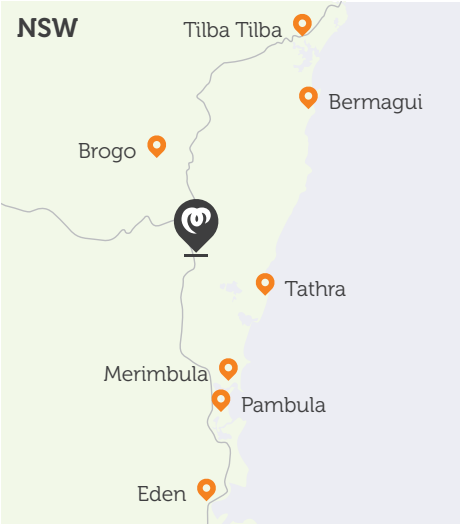 NSW
Tilba Tilba
Bermagui
Brogo
Tathra
Merimbula
Pambula
Eden